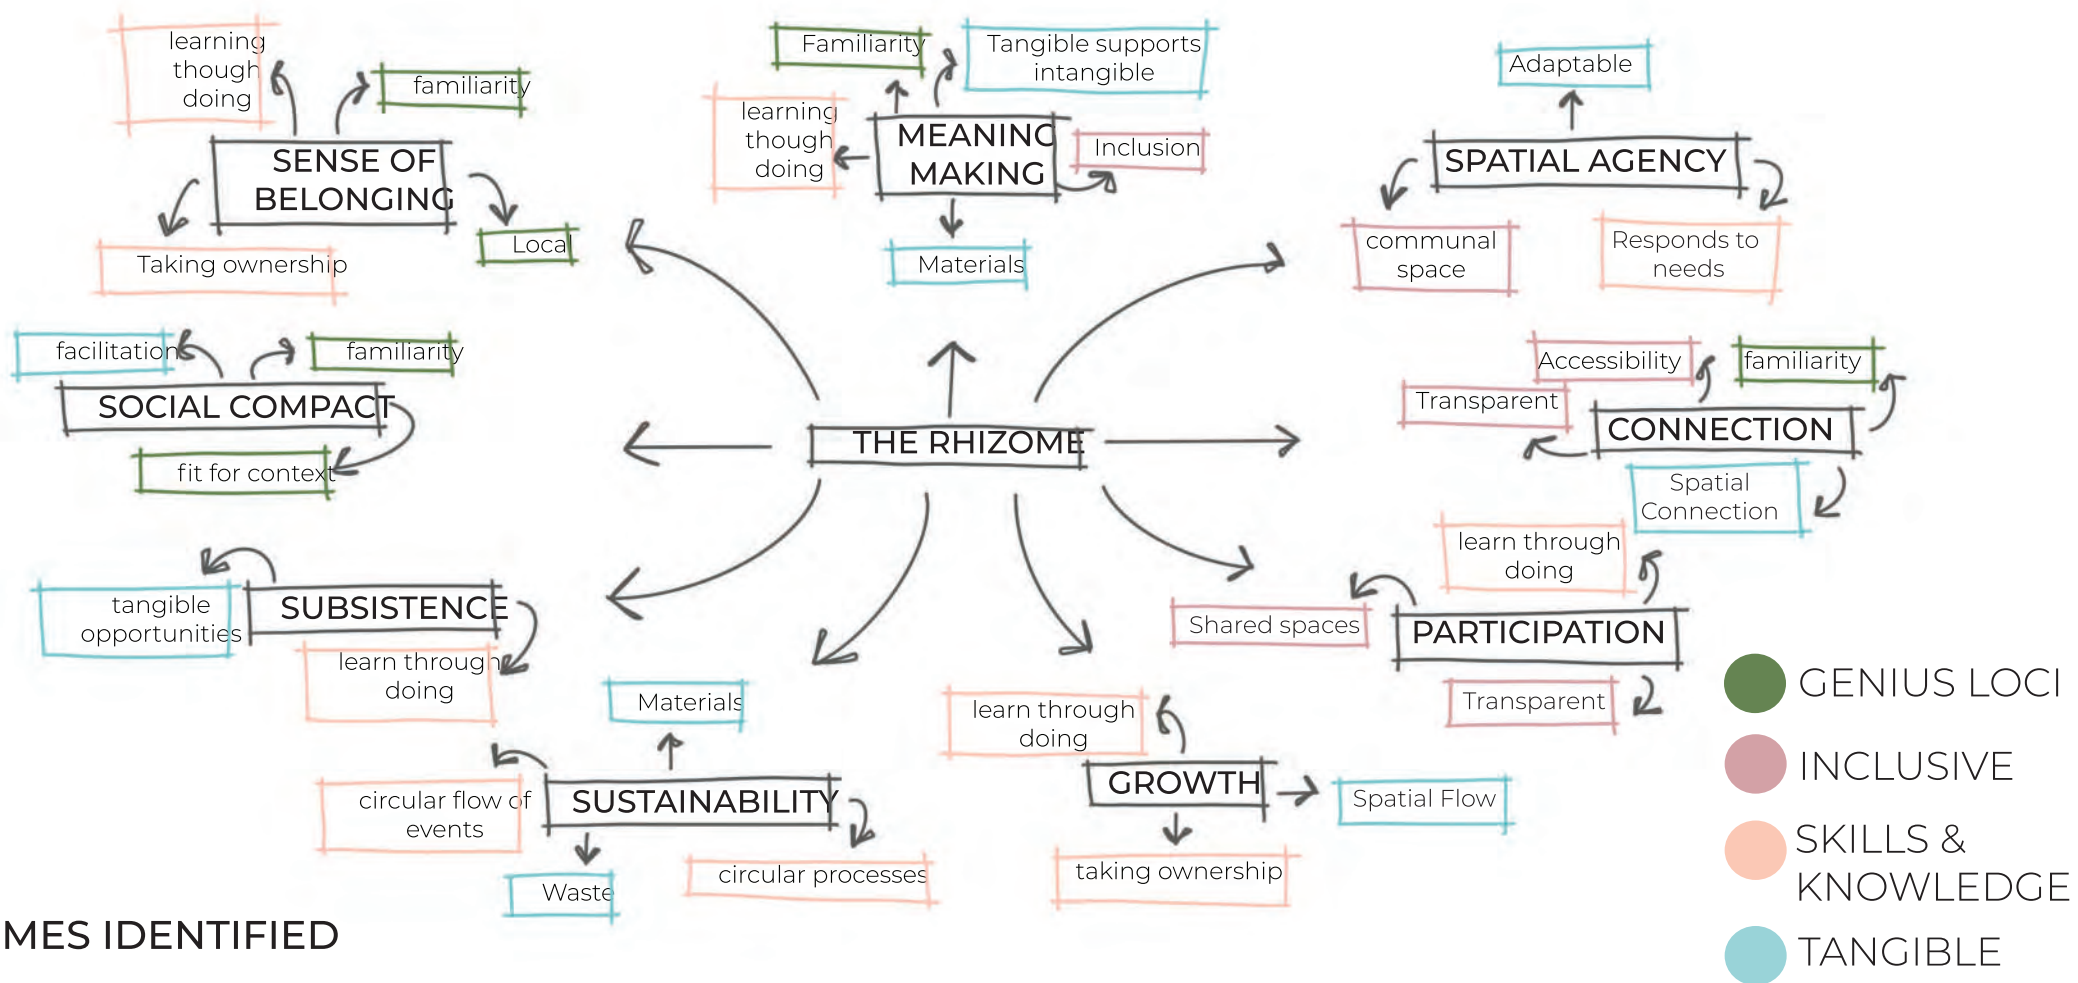 learning
though
doing
familiarity
SENSE OF
BELONGING
Taking ownership
Local
Familiarity
Tangible supports
intangible
learning
though
doing
MEANING
MAKING
Inclusion
Materials
Adaptable
SPATIAL AGENCY
communal
space
Responds to
needs
facilitation
familiarity
SOCIAL COMPACT
fit for context
THE RHIZOME
Accessibility
familiarity
Transparent
CONNECTION
Spatial
Connection
tangible
opportunities
SUBSISTENCE
learn through
doing
learn through
doing
Shared spaces
PARTICIPATION
Transparent
Materials
circular flow of
events
SUSTAINABILITY
Waste
circular processes
learn through
doing
GROWTH
Spatial Flow
taking ownership
GENIUS LOCI
INCLUSIVE
SKILLS &
KNOWLEDGE
TANGIBLE
MES IDENTIFIED